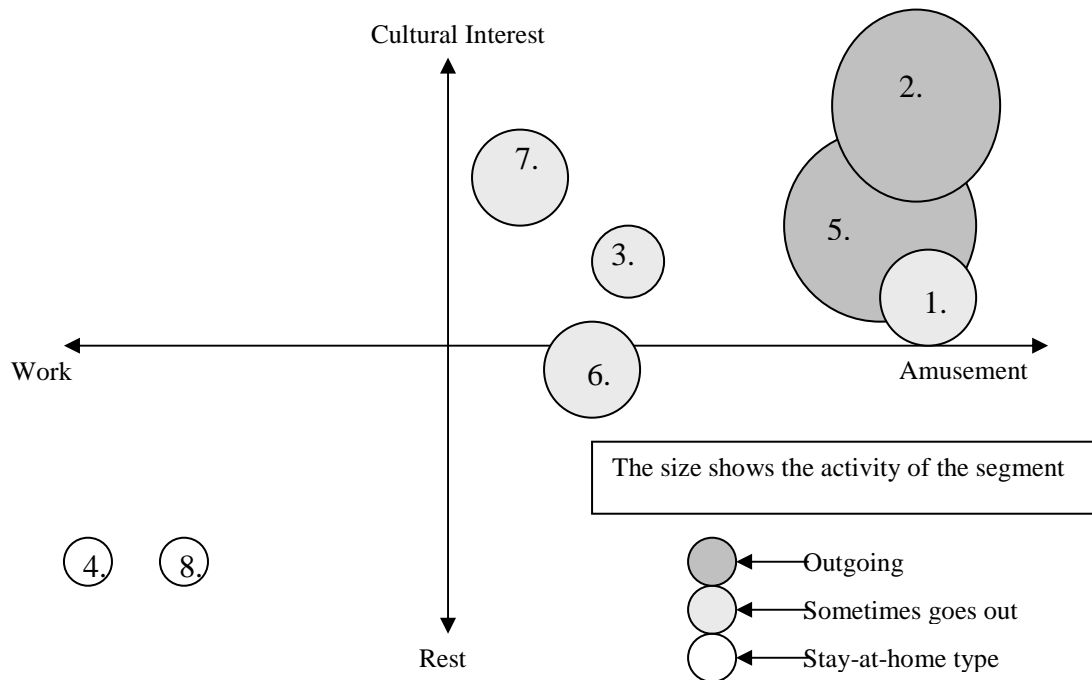 Cultural Interest
2.
7.
5.
3.
1.
Work
Amusement
6.
The size shows the activity of the segment
4.
8.
Outgoing
Sometimes goes out
Rest
Stay-at-home type